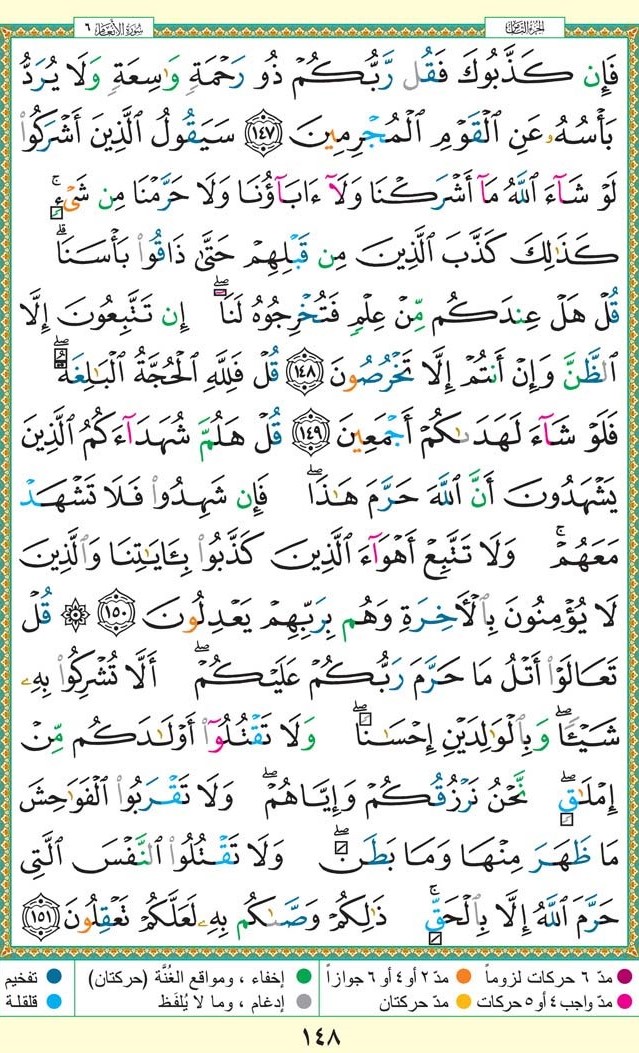 الجزء الثامن
سورة الأنعام ٦
فَإِن كَذَّبُوكَ فَقُل رَّبُّكُمْ ذُو رَحْمَةٍ وَٰسِعَةٍ وَلَا يُرَدُّ
بَأْسُهُۥ عَنِ ٱلْقَوْمِ ٱلْمُجْرِمِينَ ١٤٧ سَيَقُولُ ٱلَّذِينَ أَشْرَكُوا۟
لَوْ شَآءَ ٱللَّهُ مَآ أَشْرَكْنَا وَلَآ ءَابَآؤُنَا وَلَا حَرَّمْنَا مِن شَىْءٍ ۚ
كَذَٰلِكَ كَذَّبَ ٱلَّذِينَ مِن قَبْلِهِمْ حَتَّىٰ ذَاقُوا۟ بَأْسَنَا ۗ
قُلْ هَلْ عِندَكُم مِّنْ عِلْمٍ فَتُخْرِجُوهُ لَنَآ ۖ إِن تَتَّبِعُونَ إِلَّا
ٱلظَّنَّ وَإِنْ أَنتُمْ إِلَّا تَخْرُصُونَ ١٤٨ قُلْ فَلِلَّهِ ٱلْحُجَّةُ ٱلْبَٰلِغَةُ ۖ
فَلَوْ شَآءَ لَهَدَىٰكُمْ أَجْمَعِينَ ١٤٩ قُلْ هَلُمَّ شُهَدَآءَكُمُ ٱلَّذِينَ
يَشْهَدُونَ أَنَّ ٱللَّهَ حَرَّمَ هَٰذَا ۖ فَإِن شَهِدُوا۟ فَلَا تَشْهَدْ
مَعَهُمْ ۚ وَلَا تَتَّبِعْ أَهْوَآءَ ٱلَّذِينَ كَذَّبُوا۟ بِـَٔايَٰتِنَا وَٱلَّذِينَ
لَا يُؤْمِنُونَ بِٱلْءَاخِرَةِ وَهُم بِرَبِّهِمْ يَعْدِلُونَ ١٥٠ ۞ قُلْ
تَعَالَوْا۟ أَتْلُ مَا حَرَّمَ رَبُّكُمْ عَلَيْكُمْ ۖ أَلَّا تُشْرِكُوا۟ بِهِۦ
شَيْـًٔا ۖ وَبِٱلْوَٰلِدَيْنِ إِحْسَٰنًا ۖ وَلَا تَقْتُلُوٓا۟ أَوْلَٰدَكُم مِّنْ
إِمْلَٰقٍ ۖ نَّحْنُ نَرْزُقُكُمْ وَإِيَّاهُمْ ۖ وَلَا تَقْرَبُوا۟ ٱلْفَوَٰحِشَ
مَا ظَهَرَ مِنْهَا وَمَا بَطَنَ ۖ وَلَا تَقْتُلُوا۟ ٱلنَّفْسَ ٱلَّتِى
حَرَّمَ ٱللَّهُ إِلَّا بِٱلْحَقِّ ۚ ذَٰلِكُمْ وَصَّىٰكُم بِهِۦ لَعَلَّكُمْ تَعْقِلُونَ ١٥١
مدّ ٦ حركات لزوماً مدّ ٢ أو ٤ أو ٦ جوازاً إخفاء ، ومواقع الغُنَّة (حركتان) تفخيم
مدّ واجب ٤ أو ٥ حركات مدّ حركتان إدغام ، وما لا يُلفَظ قلقلة
١٤٨